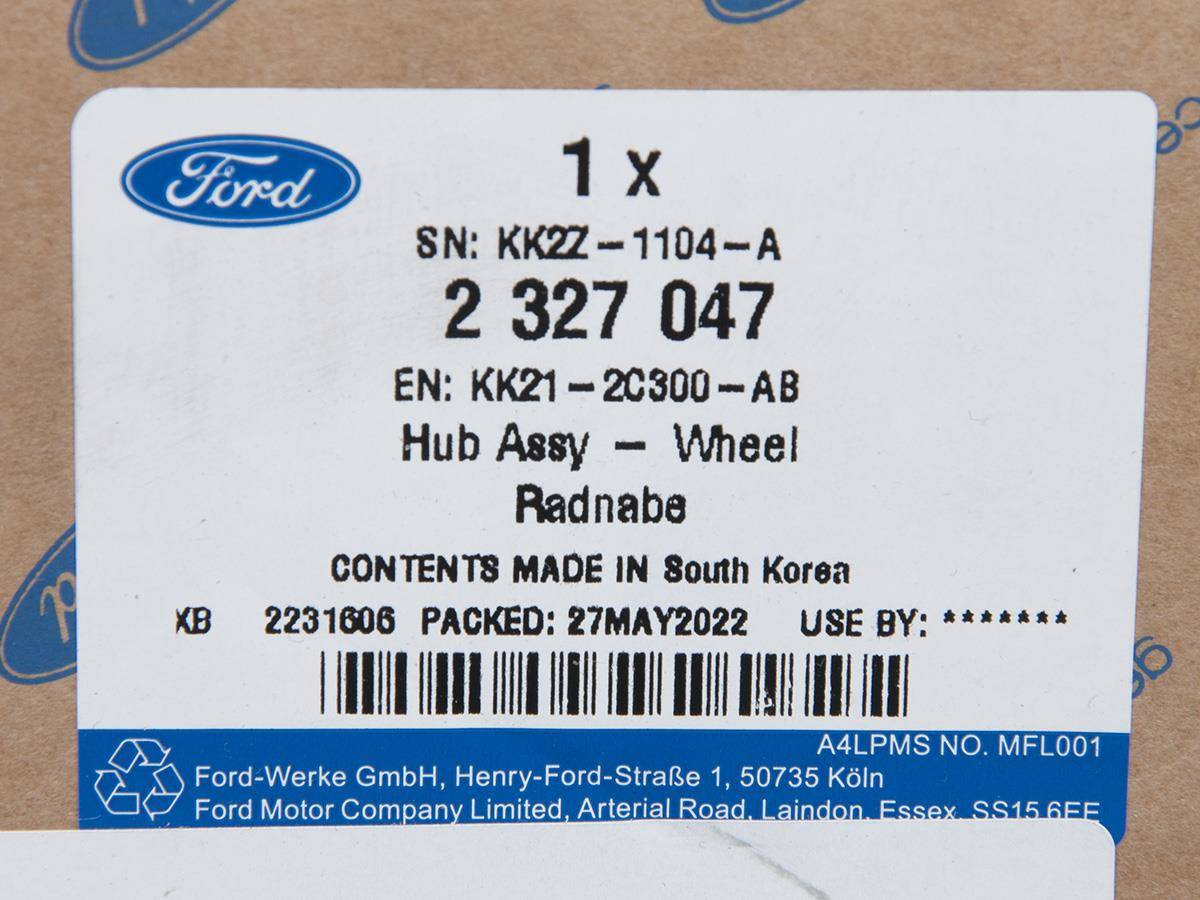 Ford
1 x
SN: KK2Z-1104-A
2 327 047
EN: KK21-2C300-AB
Hub Assy - Wheel
Radnabe
CONTENTS MADE IN South Korea
XB 2231606 PACKED: 27MAY2022 USE BY: *******
A4LPMS NO. MFL001
Ford-Werke GmbH, Henry-Ford-Straße 1, 50735 Köln
Ford Motor Company Limited, Arterial Road, Laindon, Essex, SS15 6EE